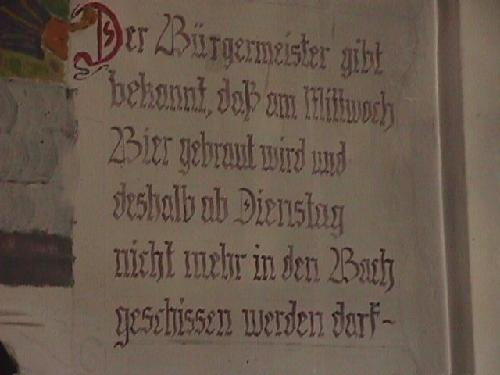 Der Bürgermeister gibt
bekannt, daß am Mittwoch
Bier gebraut wird und
deshalb ab Dienstag
nicht mehr in den Bach
geschissen werden darf-